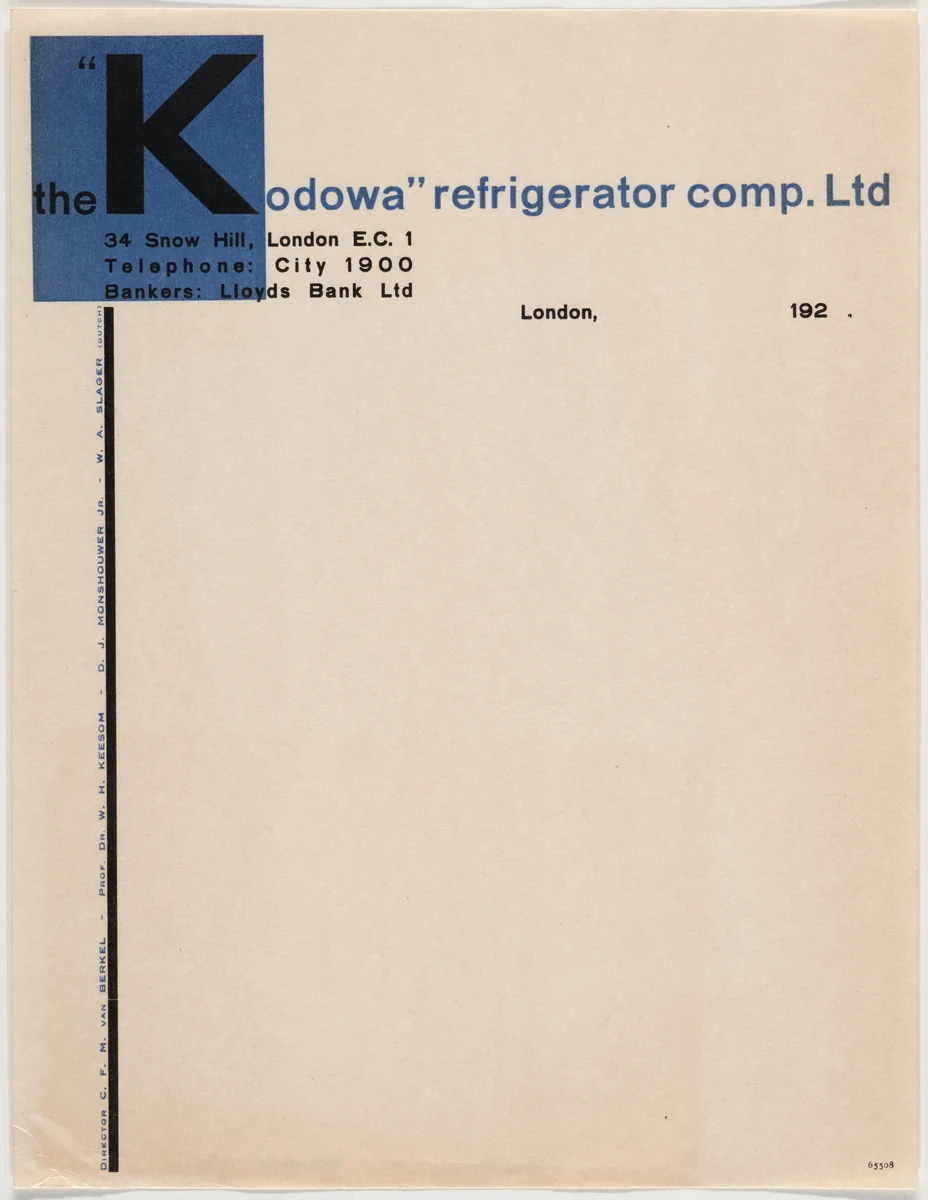 the “Kodowa” refrigerator comp. Ltd
34 Snow Hill, London E.C. 1
Telephone: City 1900
Bankers: Lloyds Bank Ltd
London, 192 .
DIRECTOR C. F. M. VAN BERKEL - PROF. DR. W. H. KEESOM - D. J. MONSHOUWER JR. - W. A. SLAGER (DUTCH)
65508